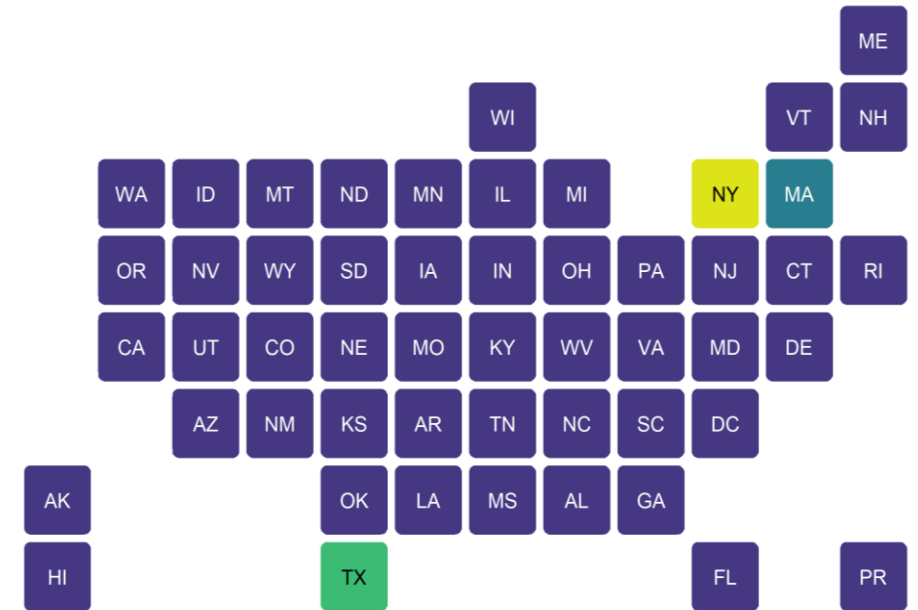 ME
WI VT NH
WA ID MT ND MN IL MI NY MA
OR NV WY SD IA IN OH PA NJ CT RI
CA UT CO NE MO KY WV VA MD DE
AZ NM KS AR TN NC SC DC
AK OK LA MS AL GA
HI TX FL PR